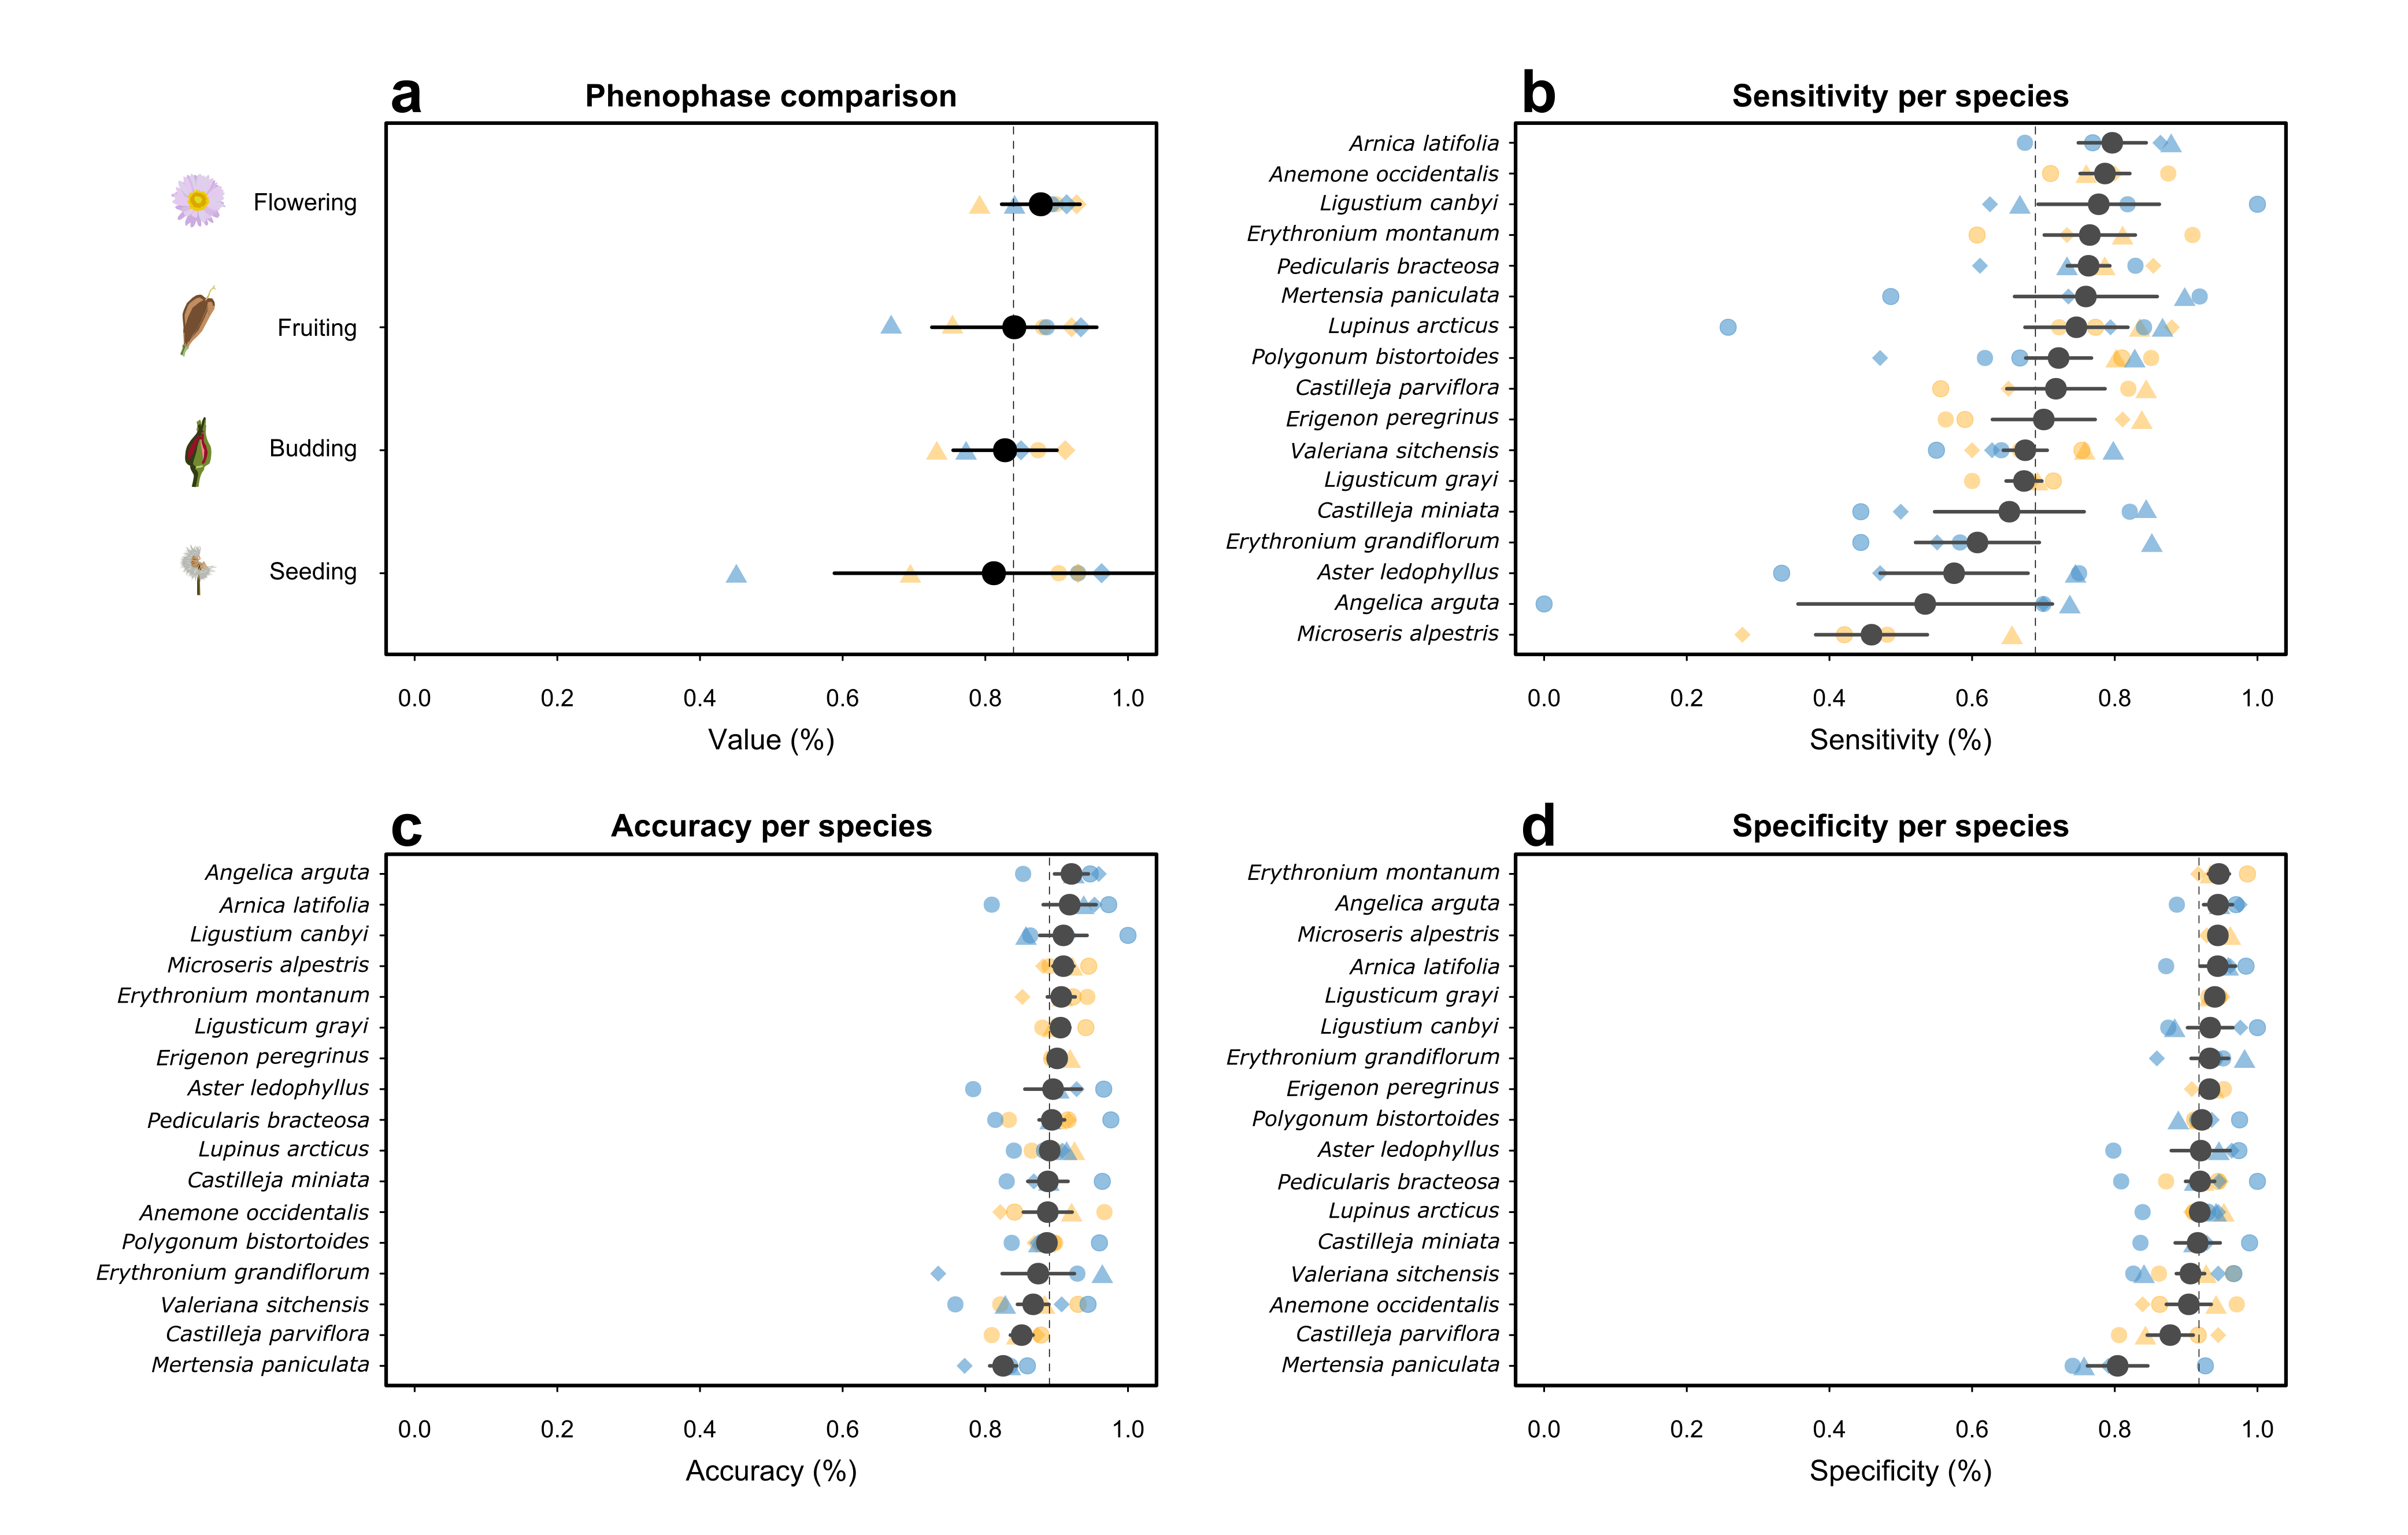 a
Phenophase comparison
Flowering
Fruiting
Budding
Seeding
0.0 0.2 0.4 0.6 0.8 1.0
Value (%)
b
Sensitivity per species
Arnica latifolia
Anemone occidentalis
Ligustium canbyi
Erythronium montanum
Pedicularis bracteosa
Mertensia paniculata
Lupinus arcticus
Polygonum bistortoides
Castilleja parviflora
Erigenon peregrinus
Valeriana sitchensis
Ligusticum grayi
Castilleja miniata
Erythronium grandiflorum
Aster ledophyllus
Angelica arguta
Microseris alpestris
0.0 0.2 0.4 0.6 0.8 1.0
Sensitivity (%)
c
Accuracy per species
Angelica arguta
Arnica latifolia
Ligustium canbyi
Microseris alpestris
Erythronium montanum
Ligusticum grayi
Erigenon peregrinus
Aster ledophyllus
Pedicularis bracteosa
Lupinus arcticus
Castilleja miniata
Anemone occidentalis
Polygonum bistortoides
Erythronium grandiflorum
Valeriana sitchensis
Castilleja parviflora
Mertensia paniculata
0.0 0.2 0.4 0.6 0.8 1.0
Accuracy (%)
d
Specificity per species
Erythronium montanum
Angelica arguta
Microseris alpestris
Arnica latifolia
Ligusticum grayi
Ligustium canbyi
Erythronium grandiflorum
Erigenon peregrinus
Polygonum bistortoides
Aster ledophyllus
Pedicularis bracteosa
Lupinus arcticus
Castilleja miniata
Valeriana sitchensis
Anemone occidentalis
Castilleja parviflora
Mertensia paniculata
0.0 0.2 0.4 0.6 0.8 1.0
Specificity (%)